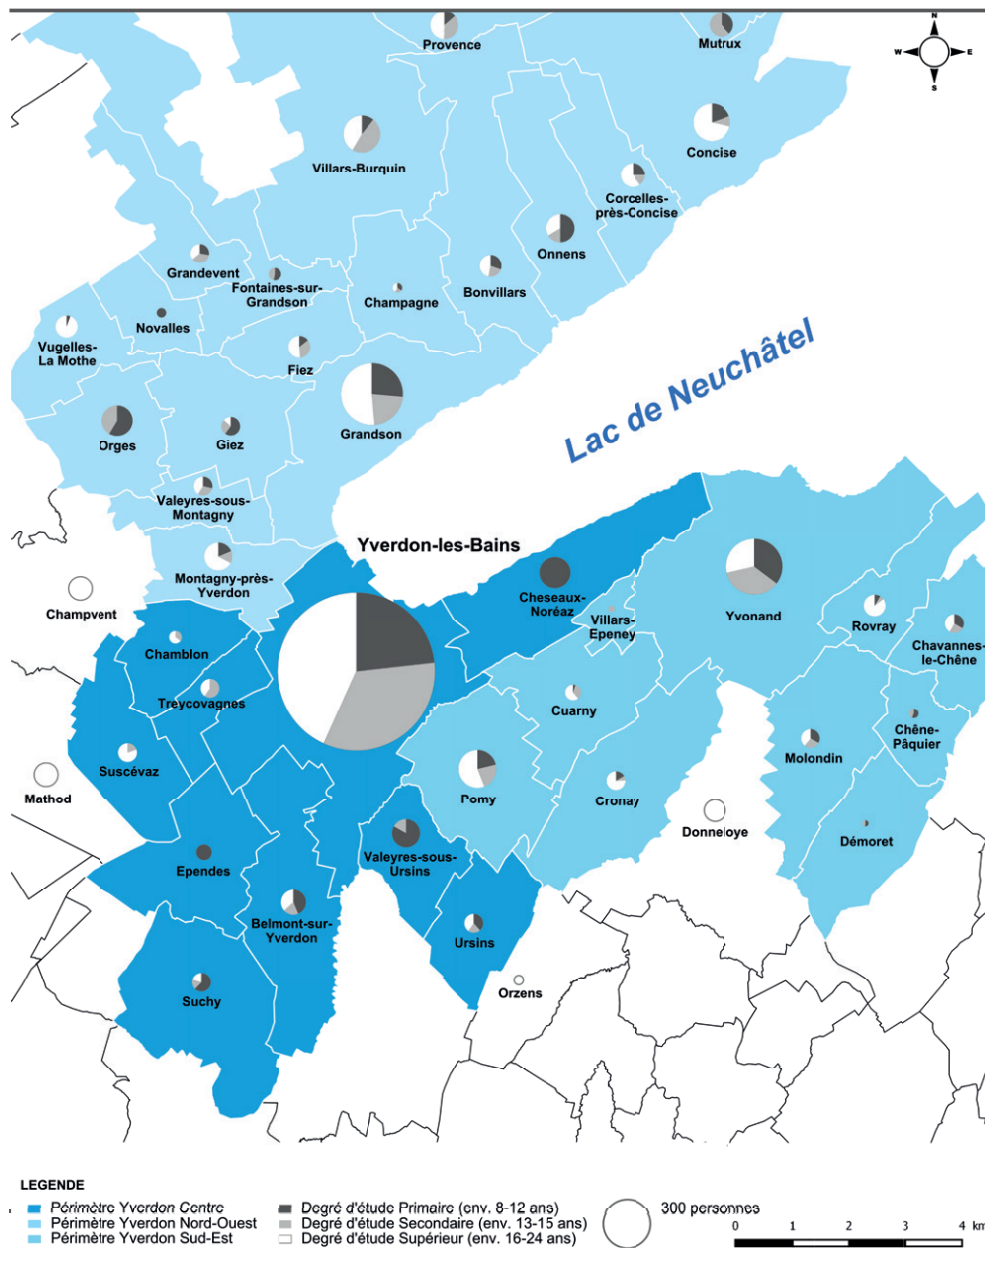 N
W
E
S
Provence
Mutrux
Concise
Villars-Burquin
Corcelles-
près-Concise
Onnens
Grandevent
Fontaines-sur-
Grandson
Champagne
Bonvillars
Novalles
Vugelles-
La Mothe
Fiez
Grandson
Orges
Giez
Lac de Neuchâtel
Valeyres-sous-
Montagny
Yverdon-les-Bains
Montagny-près-
Yverdon
Champvent
Cheseaux-
Noréaz
Villars-
Epeney
Yvonand
Rovray
Chavannes-
le-Chêne
Chamblon
Treycovagnes
Cuarny
Chêne-
Pâquier
Suscévaz
Molondin
Mathod
Pomy
Cronay
Donneloye
Démoret
Ependes
Valeyres-sous-
Ursins
Belmont-sur-
Yverdon
Ursins
Suchy
Orzens
LEGENDE
Périmètre Yverdon Centre
Périmètre Yverdon Nord-Ouest
Périmètre Yverdon Sud-Est
Degré d'étude Primaire (env. 8-12 ans)
Degré d'étude Secondaire (env. 13-15 ans)
Degré d'étude Supérieur (env. 16-24 ans)
300 personnes
0 1 2 3 4 km